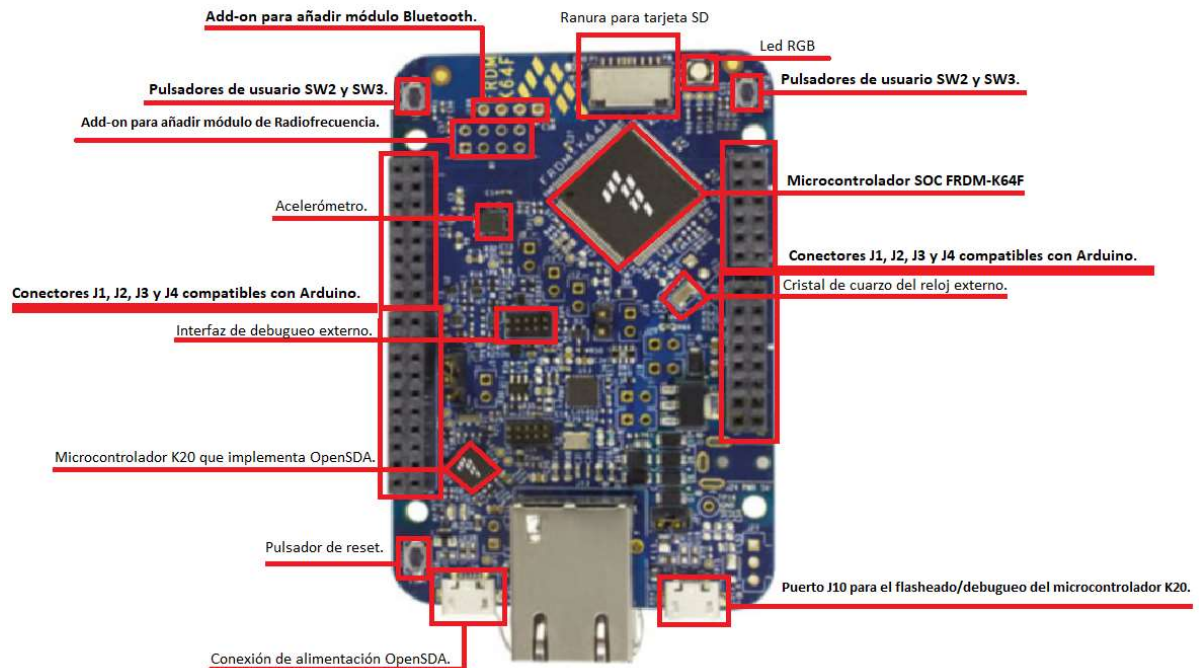 Add-on para añadir módulo Bluetooth.
Ranura para tarjeta SD
Led RGB
Pulsadores de usuario SW2 y SW3.
Pulsadores de usuario SW2 y SW3.
Add-on para añadir módulo de Radiofrecuencia.
FRDM
K64F
FRDM-K64F
Microcontrolador SOC FRDM-K64F
Acelerómetro.
Conectores J1, J2, J3 y J4 compatibles con Arduino.
Cristal de cuarzo del reloj externo.
Conectores J1, J2, J3 y J4 compatibles con Arduino.
Interfaz de debugueo externo.
Microcontrolador K20 que implementa OpenSDA.
Pulsador de reset.
Puerto J10 para el flasheado/debugueo del microcontrolador K20.
Conexión de alimentación OpenSDA.